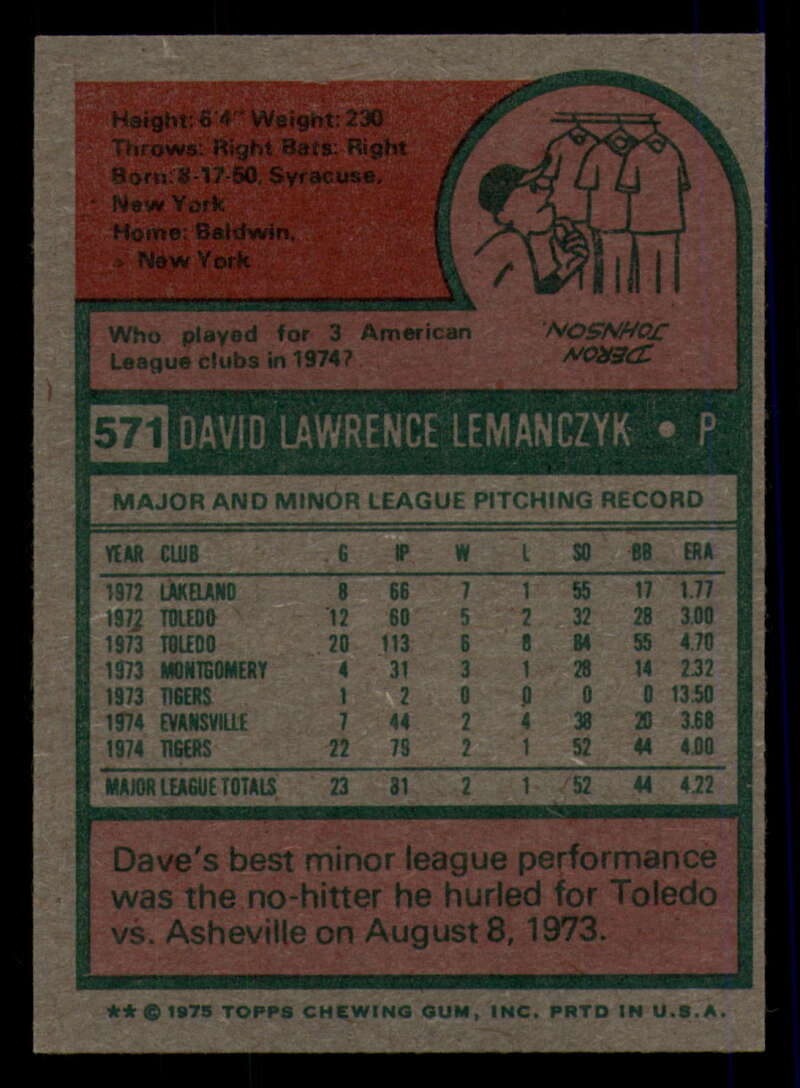 Height: 6'4" Weight: 230
Throws: Right Bats: Right
Born: 8-17-50, Syracuse,
New York
Home: Baldwin,
New York
Who played for 3 American
League clubs in 1974?
DERON
JOHNSON
571 DAVID LAWRENCE LEMANCZYK • P
MAJOR AND MINOR LEAGUE PITCHING RECORD
YEAR CLUB G IP W L SO BB ERA
1972 LAKELAND 8 66 7 1 55 17 1.77
1972 TOLEDO 12 60 5 2 32 28 3.00
1973 TOLEDO 20 113 6 8 84 55 4.70
1973 MONTGOMERY 4 31 3 1 28 14 2.32
1973 TIGERS 1 2 0 0 0 0 13.50
1974 EVANSVILLE 7 44 2 4 38 20 3.68
1974 TIGERS 22 79 2 1 52 44 4.00
MAJOR LEAGUE TOTALS 23 81 2 1 52 44 4.22
Dave's best minor league performance
was the no-hitter he hurled for Toledo
vs. Asheville on August 8, 1973.
** © 1975 TOPPS CHEWING GUM, INC. PRTD IN U.S.A.